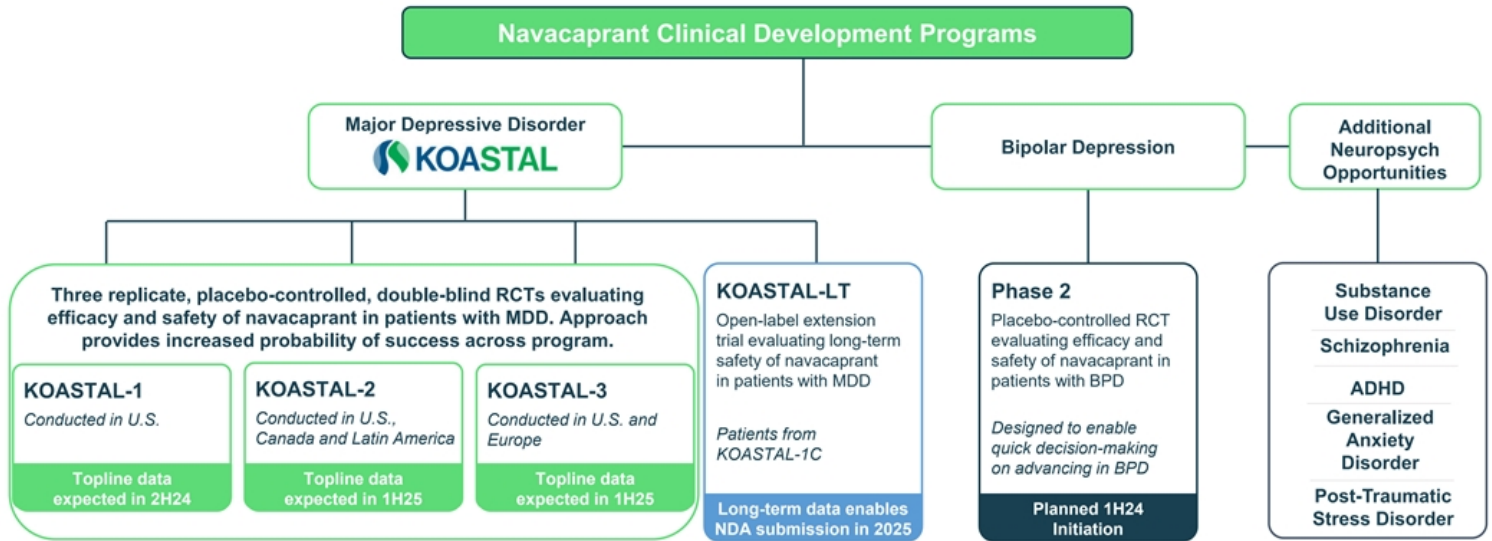 Navacaprant Clinical Development Programs
Major Depressive Disorder
KOASTAL
Bipolar Depression
Additional
Neuropsych
Opportunities
Three replicate, placebo-controlled, double-blind RCTs evaluating
efficacy and safety of navacaprant in patients with MDD. Approach
provides increased probability of success across program.
KOASTAL-1
Conducted in U.S.
Topline data
expected in 2H24
KOASTAL-2
Conducted in U.S.,
Canada and Latin America
Topline data
expected in 1H25
KOASTAL-3
Conducted in U.S. and
Europe
Topline data
expected in 1H25
KOASTAL-LT
Open-label extension
trial evaluating long-term
safety of navacaprant
in patients with MDD
Patients from
KOASTAL-1C
Long-term data enables
NDA submission in 2025
Phase 2
Placebo-controlled RCT
evaluating efficacy and
safety of navacaprant in
patients with BPD
Designed to enable
quick decision-making
on advancing in BPD
Planned 1H24
Initiation
Substance
Use Disorder
Schizophrenia
ADHD
Generalized
Anxiety
Disorder
Post-Traumatic
Stress Disorder